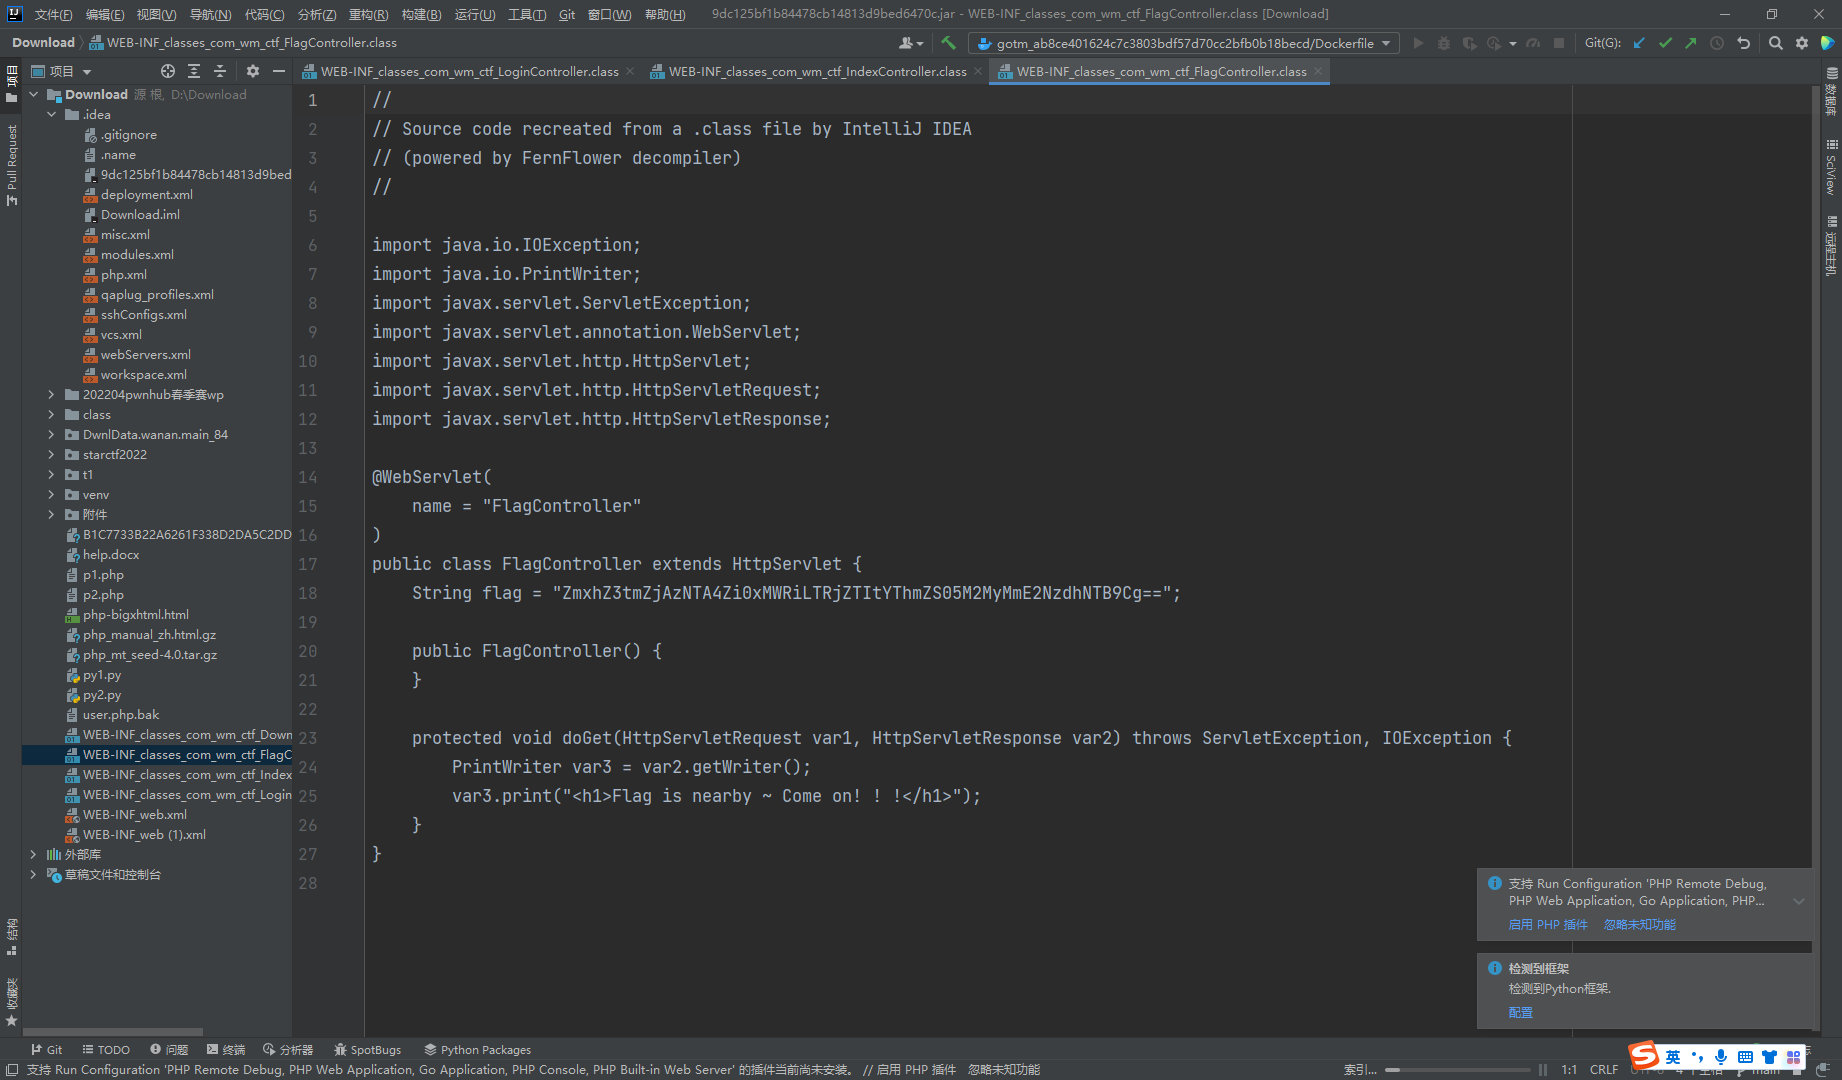 文件(F) 编辑(E) 视图(V) 导航(N) 代码(C) 分析(Z) 重构(R) 构建(B) 运行(U) 工具(T) Git 窗口(W) 帮助(H) 9dc125bf1b84478cb14813d9bed6470c.jar - WEB-INF_classes_com_wm_ctf_FlagController.class [Download]
Download WEB-INF_classes_com_wm_ctf_FlagController.class gotm_ab8ce401624c7c3803bdf57d70cc2bfb0b18becd/Dockerfile Git(G):
项目 WEB-INF_classes_com_wm_ctf_LoginController.class WEB-INF_classes_com_wm_ctf_IndexController.class WEB-INF_classes_com_wm_ctf_FlagController.class
项目
Pull Request
结构
收藏夹
Download 源 根, D:\Download
.idea
.gitignore
.name
9dc125bf1b84478cb14813d9bed
deployment.xml
Download.iml
misc.xml
modules.xml
php.xml
qaplug_profiles.xml
sshConfigs.xml
vcs.xml
webServers.xml
workspace.xml
202204pwnhub春季赛wp
class
DwnlData.wanan.main_84
starctf2022
t1
venv
附件
B1C7733B22A6261F338D2DA5C2DD
help.docx
p1.php
p2.php
php-bigxhtml.html
php_manual_zh.html.gz
php_mt_seed-4.0.tar.gz
py1.py
py2.py
user.php.bak
WEB-INF_classes_com_wm_ctf_Down
WEB-INF_classes_com_wm_ctf_FlagC
WEB-INF_classes_com_wm_ctf_Index
WEB-INF_classes_com_wm_ctf_Login
WEB-INF_web.xml
WEB-INF_web (1).xml
外部库
草稿文件和控制台
1 //
2 // Source code recreated from a .class file by IntelliJ IDEA
3 // (powered by FernFlower decompiler)
4 //
5
6 import java.io.IOException;
7 import java.io.PrintWriter;
8 import javax.servlet.ServletException;
9 import javax.servlet.annotation.WebServlet;
10 import javax.servlet.http.HttpServlet;
11 import javax.servlet.http.HttpServletRequest;
12 import javax.servlet.http.HttpServletResponse;
13
14 @WebServlet(
15 name = "FlagController"
16 )
17 public class FlagController extends HttpServlet {
18 String flag = "ZmxhZ3tmZjAzNTA4Zi0xMWRiLTRjZTItYThmZS05M2MyMmE2NzdhNTB9Cg==";
19
20 public FlagController() {
21 }
22
23 protected void doGet(HttpServletRequest var1, HttpServletResponse var2) throws ServletException, IOException {
24 PrintWriter var3 = var2.getWriter();
25 var3.print("<h1>Flag is nearby ~ Come on! ! !</h1>");
26 }
27 }
28
数据库
SciView
远程主机
支持 Run Configuration 'PHP Remote Debug,
PHP Web Application, Go Application, PHP...
启用 PHP 插件 忽略未知功能
检测到框架
检测到Python框架.
配置
Git TODO 问题 终端 分析器 SpotBugs Python Packages
支持 Run Configuration 'PHP Remote Debug, PHP Web Application, Go Application, PHP Console, PHP Built-in Web Server' 的插件当前尚未安装。 // 启用 PHP 插件 忽略未知功能 索引... 1:1 CRLF
英